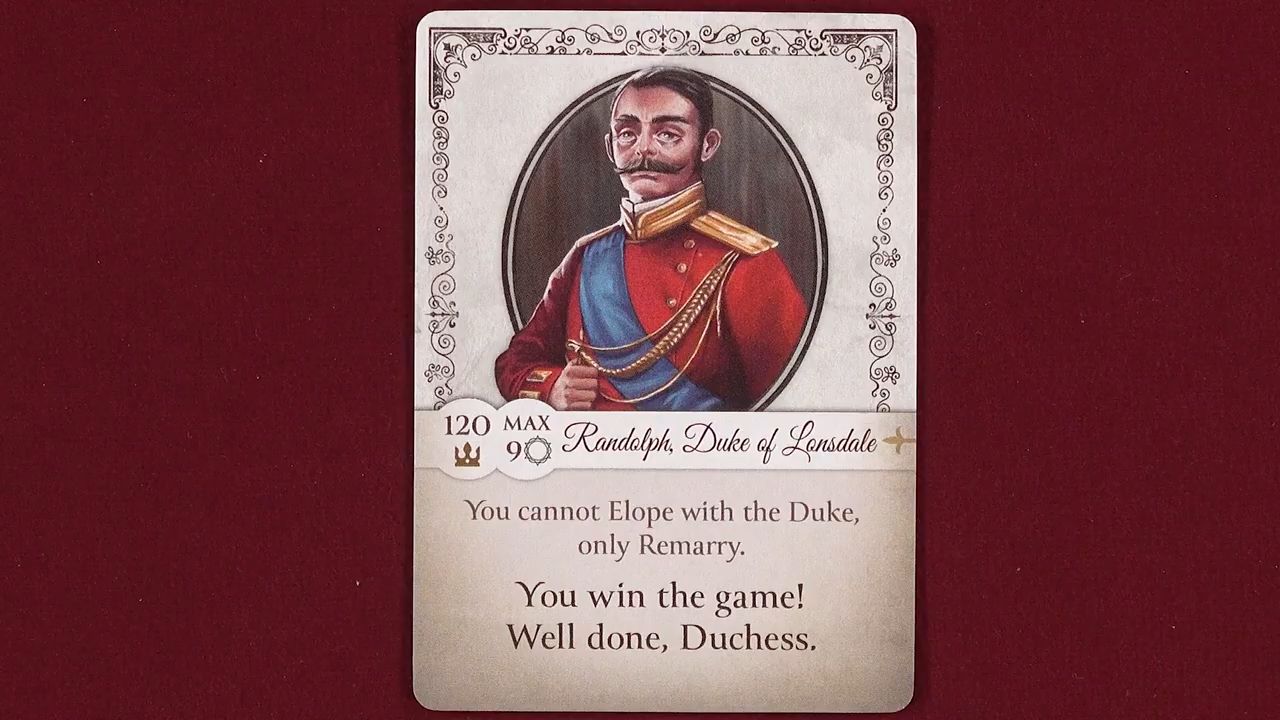 120 MAX
9 Randolph, Duke of Lonsdale
You cannot Elope with the Duke,
only Remarry.
You win the game!
Well done, Duchess.